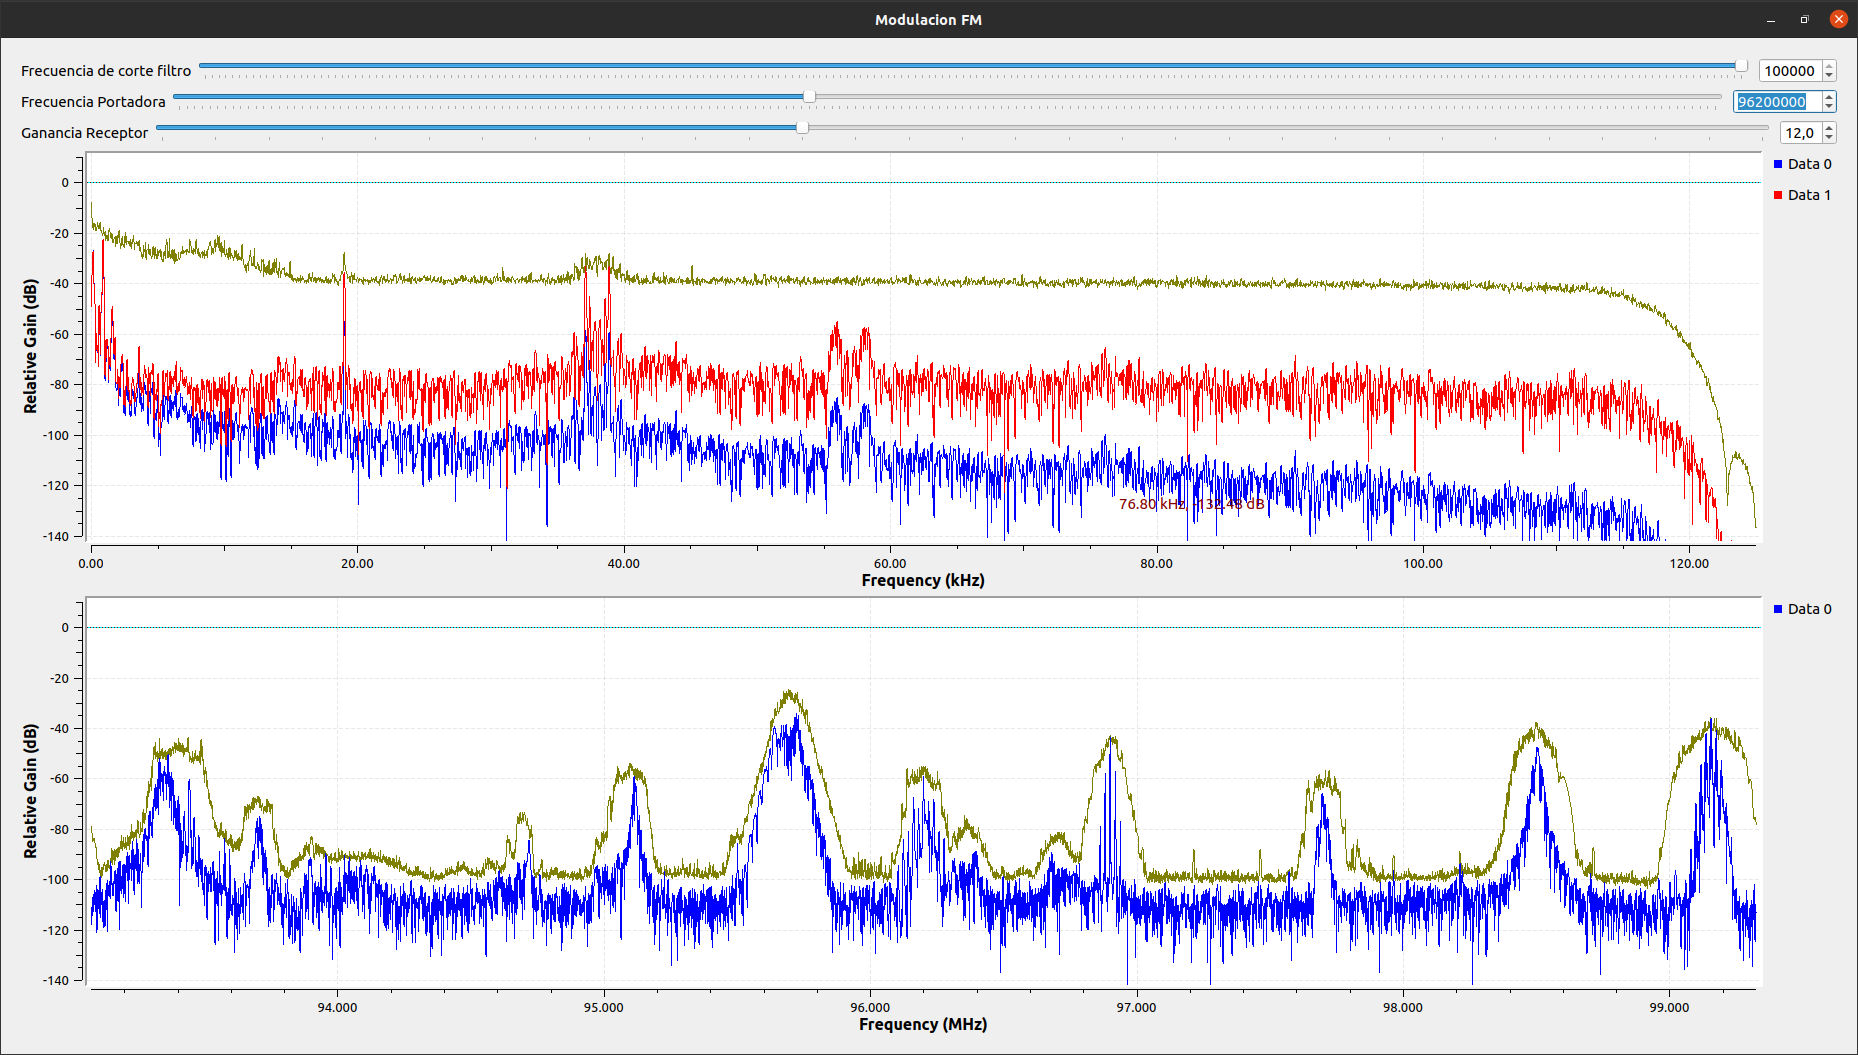 Modulacion FM
Frecuencia de corte filtro 100000
Frecuencia Portadora 96200000
Ganancia Receptor 12,0
Data 0
Data 1
0
-20
-40
-60
-80
-100
-120
-140
Relative Gain (dB)
76.80 kHz, -132.48 dB
0.00 20.00 40.00 60.00 80.00 100.00 120.00
Frequency (kHz)
Data 0
0
-20
-40
-60
-80
-100
-120
-140
Relative Gain (dB)
94.000 95.000 96.000 97.000 98.000 99.000
Frequency (MHz)